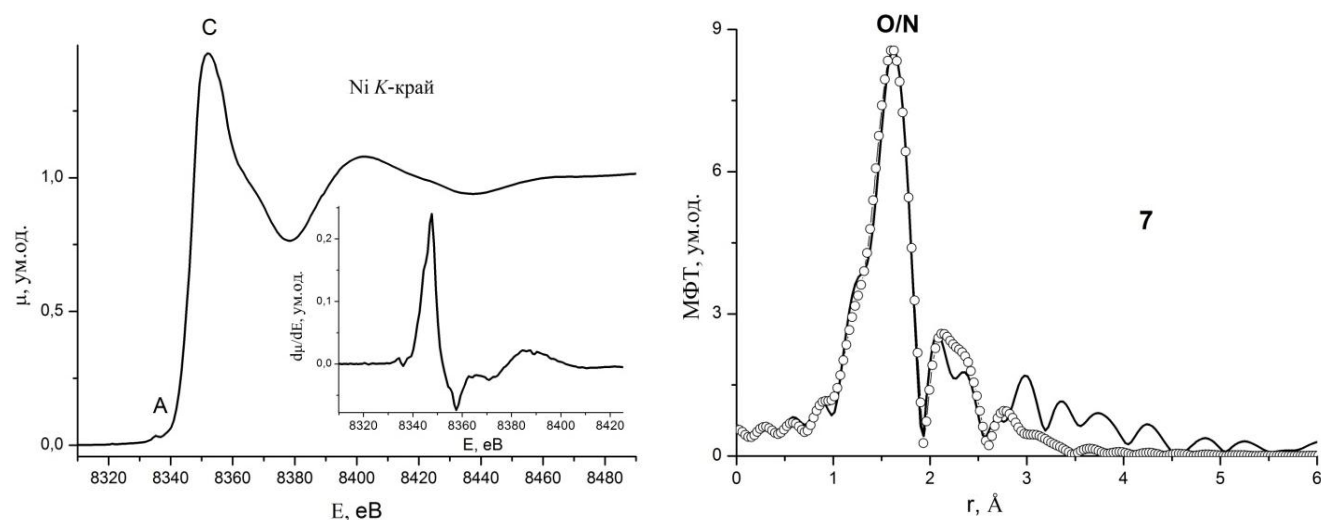 C
Ni K-край
A
μ, ум.од.
1,0
0,5
0,0
8320 8340 8360 8380 8400 8420 8440 8460 8480
E, eB
dμ/dE, ум.од.
0,2
0,1
0,0
8320 8340 8360 8380 8400 8420
E, eB
O/N
7
МФТ, ум.од.
9
6
3
0
0 1 2 3 4 5 6
r, Å